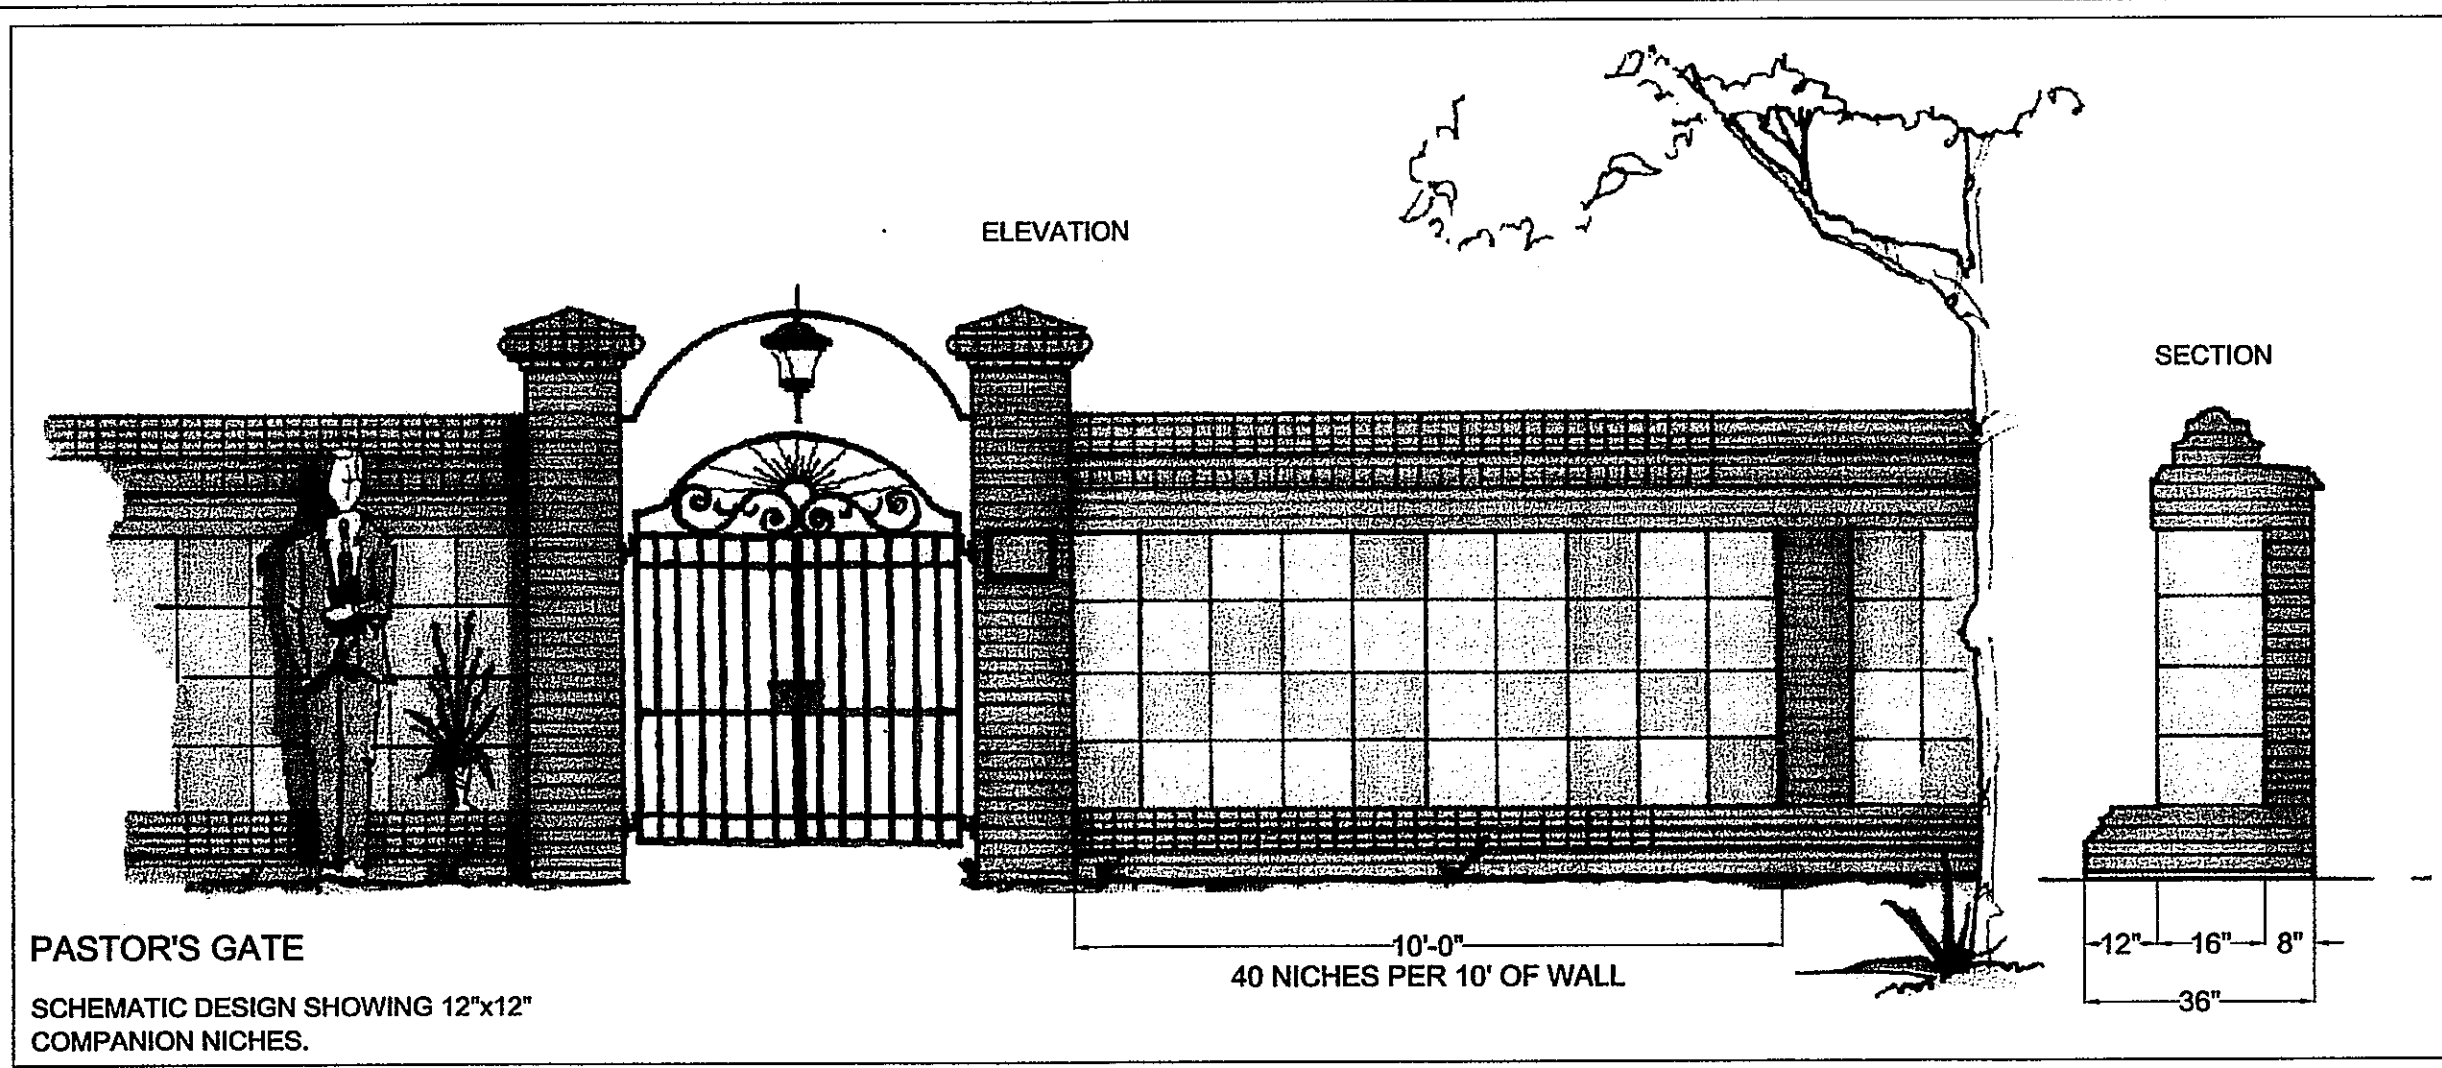 ELEVATION
SECTION
PASTOR'S GATE
SCHEMATIC DESIGN SHOWING 12"x12"
COMPANION NICHES.
10'-0"
40 NICHES PER 10' OF WALL
12" 16" 8"
36"